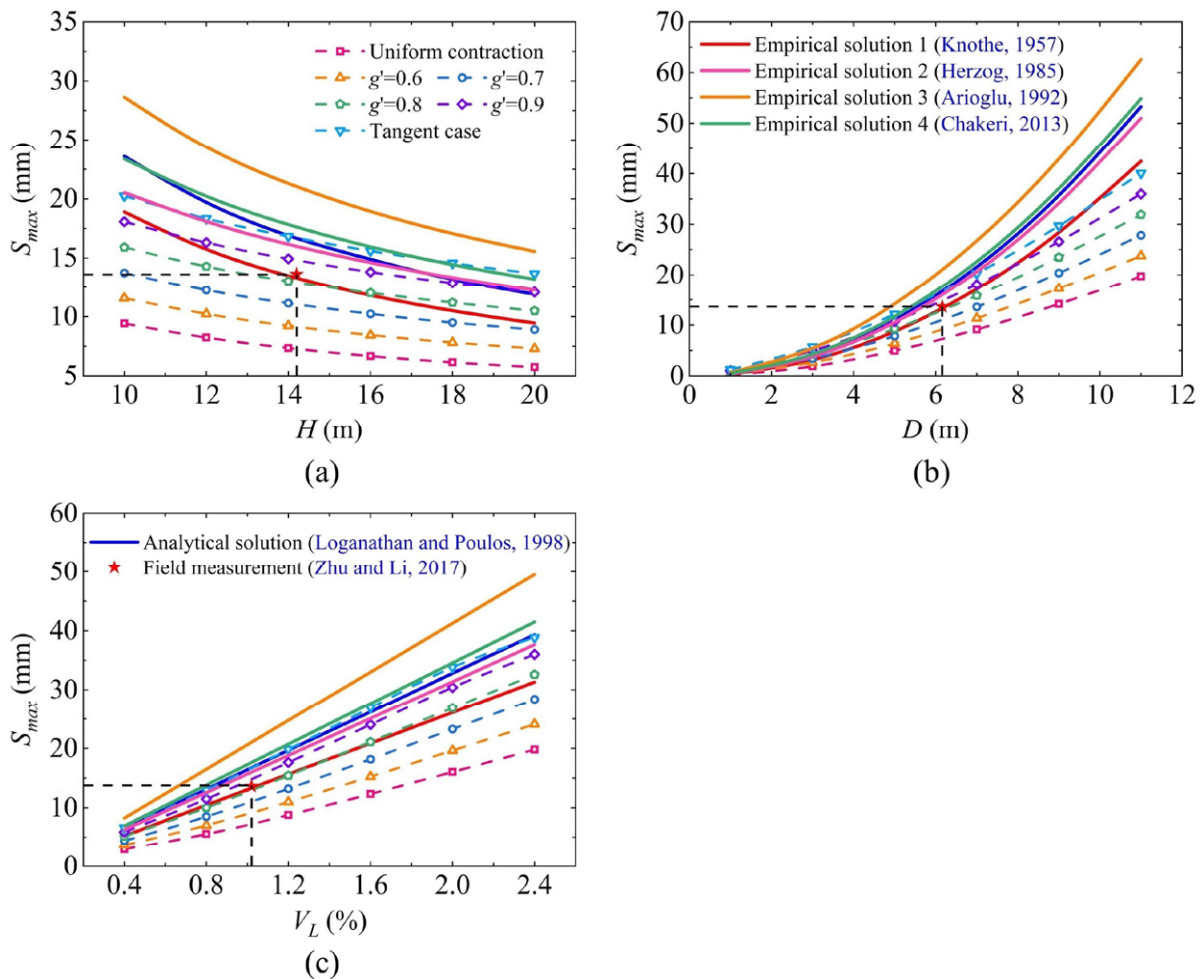 35
30
25
20
15
10
5
S_max (mm)
Uniform contraction
g'=0.6 g'=0.7
g'=0.8 g'=0.9
Tangent case
10 12 14 16 18 20
H (m)
(a)
70
60
50
40
30
20
10
0
S_max (mm)
Empirical solution 1 (Knothe, 1957)
Empirical solution 2 (Herzog, 1985)
Empirical solution 3 (Arioglu, 1992)
Empirical solution 4 (Chakeri, 2013)
0 2 4 6 8 10 12
D (m)
(b)
60
50
40
30
20
10
0
S_max (mm)
Analytical solution (Loganathan and Poulos, 1998)
Field measurement (Zhu and Li, 2017)
0.4 0.8 1.2 1.6 2.0 2.4
V_L (%)
(c)